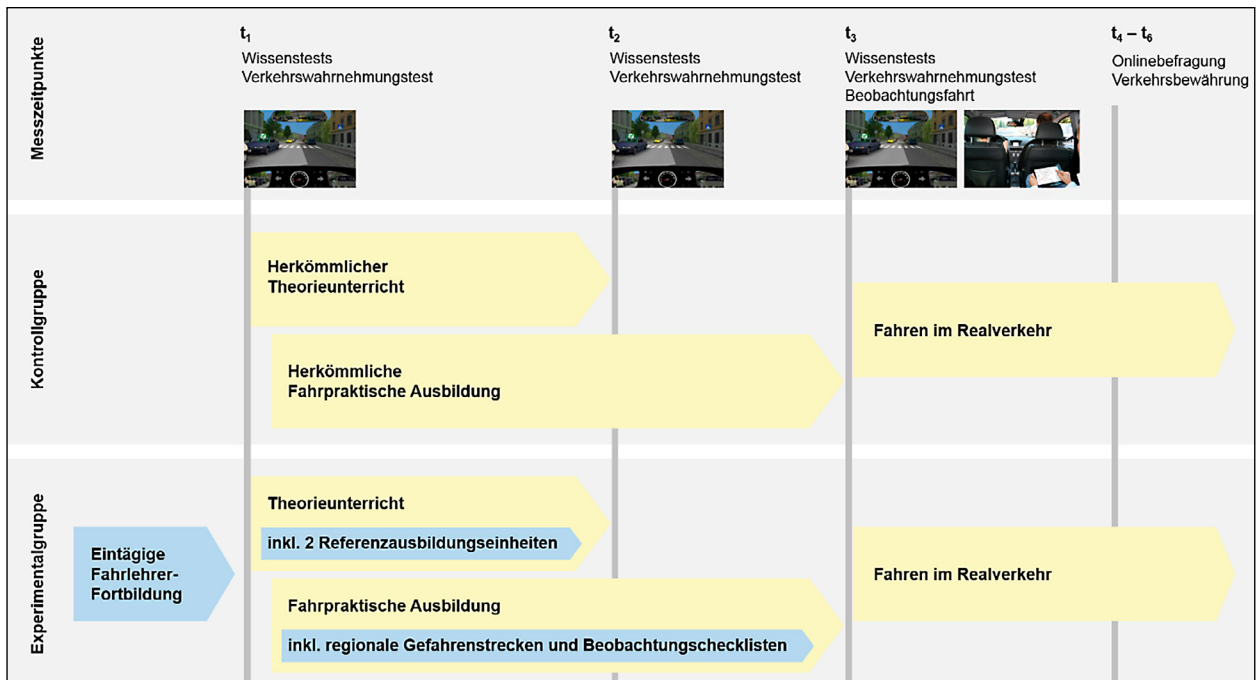 Messzeitpunkte
t₁
Wissenstests
Verkehrswahrnehmungstest
t₂
Wissenstests
Verkehrswahrnehmungstest
t₃
Wissenstests
Verkehrswahrnehmungstest
Beobachtungsfahrt
t₄ – t₆
Onlinebefragung
Verkehrsbewährung
Kontrollgruppe
Herkömmlicher
Theorieunterricht
Herkömmliche
Fahrpraktische Ausbildung
Fahren im Realverkehr
Experimentalgruppe
Eintägige
Fahrlehrer-
Fortbildung
Theorieunterricht
inkl. 2 Referenzausbildungseinheiten
Fahrpraktische Ausbildung
inkl. regionale Gefahrenstrecken und Beobachtungschecklisten
Fahren im Realverkehr